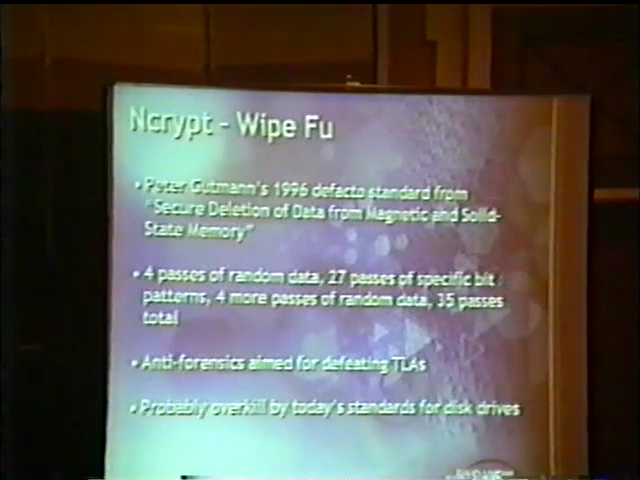 Ncrypt - Wipe Fu
• Peter Gutmann's 1996 defacto standard from
"Secure Deletion of Data from Magnetic and Solid-
State Memory"
• 4 passes of random data, 27 passes of specific bit
patterns, 4 more passes of random data, 35 passes
total
• Anti-forensics aimed for defeating TLAs
• Probably overkill by today's standards for disk drives